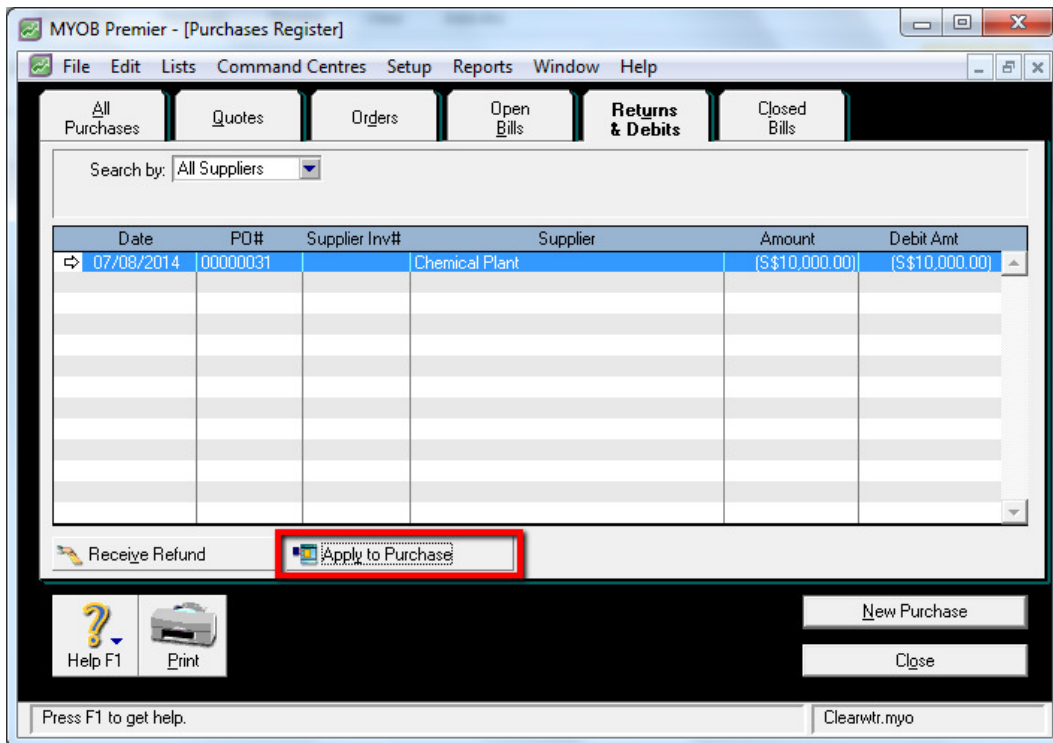 MYOB Premier - [Purchases Register]
File Edit Lists Command Centres Setup Reports Window Help
All Purchases
Quotes
Orders
Open Bills
Returns & Debits
Closed Bills
Search by: All Suppliers
Date PO# Supplier Inv# Supplier Amount Debit Amt
07/08/2014 00000031 Chemical Plant (S$10,000.00) (S$10,000.00)
Receive Refund Apply to Purchase
New Purchase
Help F1 Print Close
Press F1 to get help. Clearwtr.myo